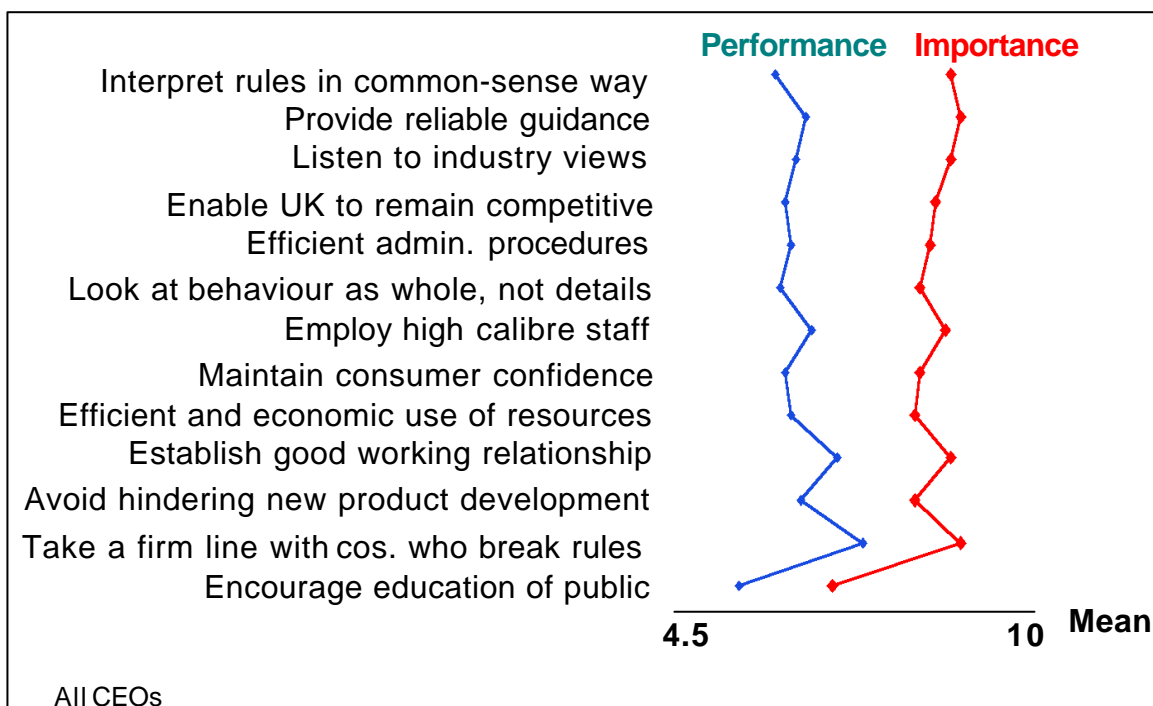 Performance Importance
Interpret rules in common-sense way
Provide reliable guidance
Listen to industry views
Enable UK to remain competitive
Efficient admin. procedures
Look at behaviour as whole, not details
Employ high calibre staff
Maintain consumer confidence
Efficient and economic use of resources
Establish good working relationship
Avoid hindering new product development
Take a firm line with cos. who break rules
Encourage education of public
4.5 10 Mean
All CEOs